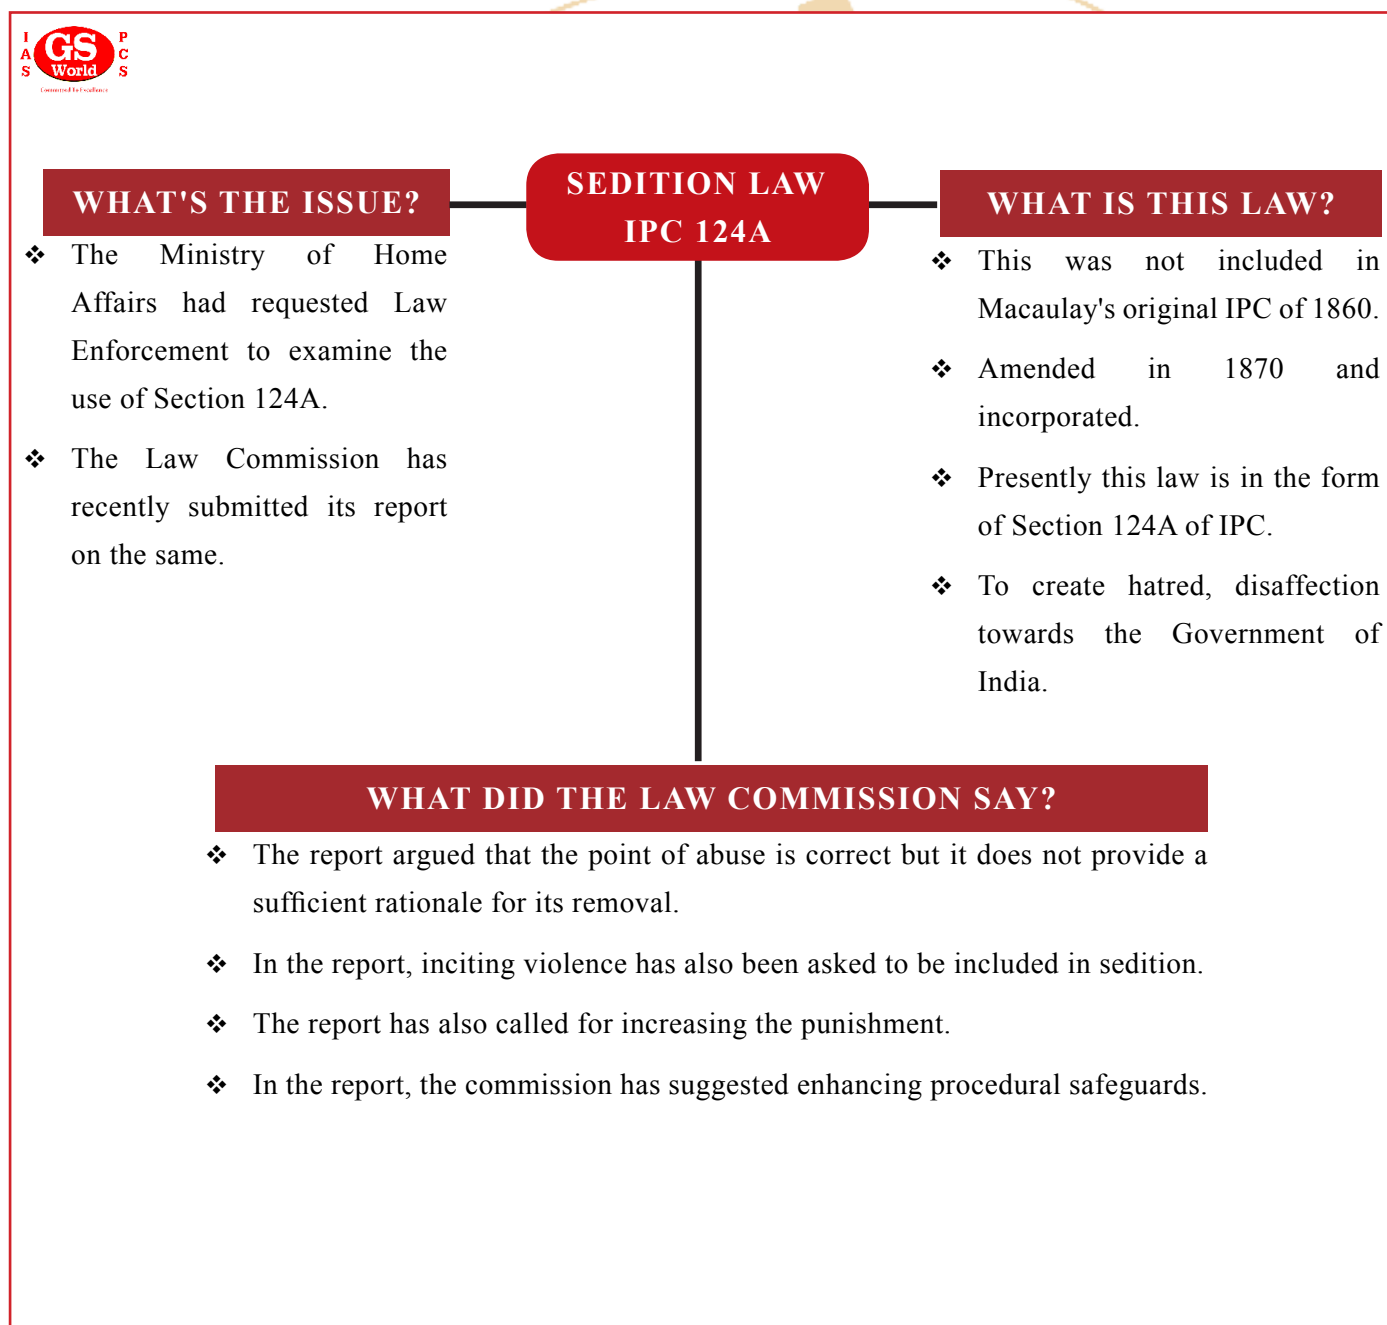 I A S
GS
World
P C S
Committed To Excellence
SEDITION LAW
IPC 124A
WHAT'S THE ISSUE?
❖ The Ministry of Home
Affairs had requested Law
Enforcement to examine the
use of Section 124A.
❖ The Law Commission has
recently submitted its report
on the same.
WHAT IS THIS LAW?
❖ This was not included in
Macaulay's original IPC of 1860.
❖ Amended in 1870 and
incorporated.
❖ Presently this law is in the form
of Section 124A of IPC.
❖ To create hatred, disaffection
towards the Government of
India.
WHAT DID THE LAW COMMISSION SAY?
❖ The report argued that the point of abuse is correct but it does not provide a
sufficient rationale for its removal.
❖ In the report, inciting violence has also been asked to be included in sedition.
❖ The report has also called for increasing the punishment.
❖ In the report, the commission has suggested enhancing procedural safeguards.